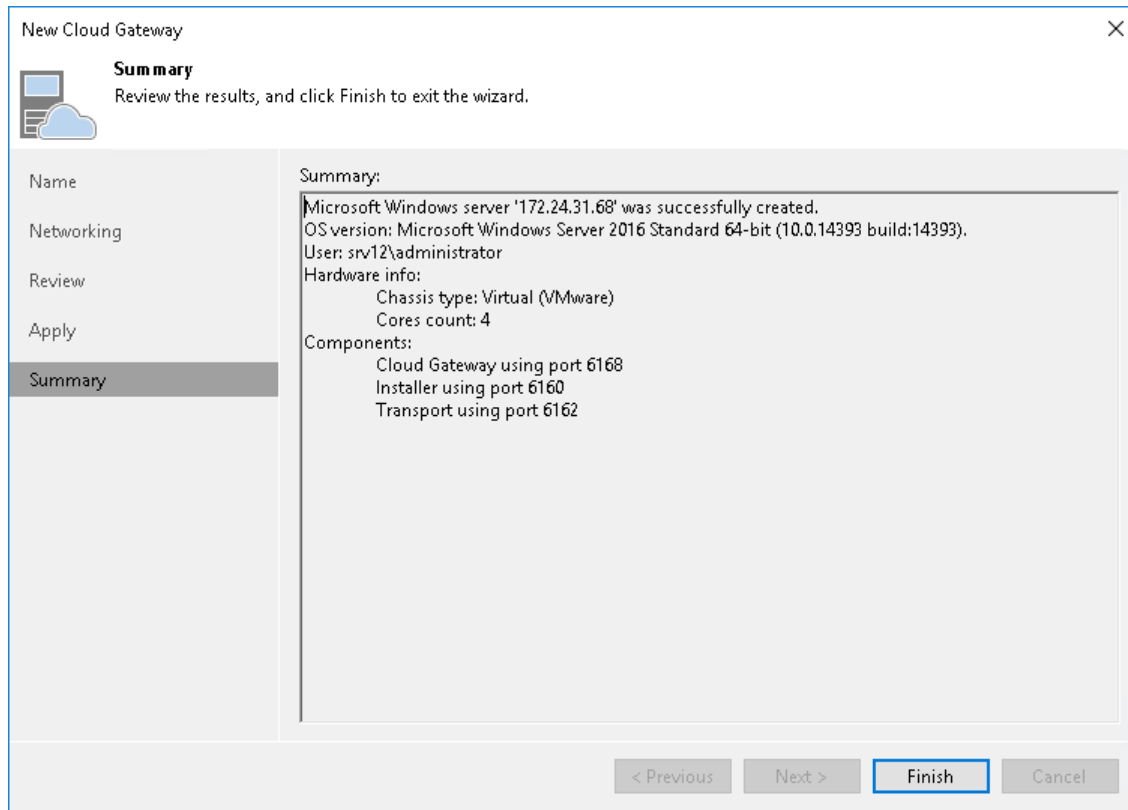 New Cloud Gateway
Summary
Review the results, and click Finish to exit the wizard.
Name
Networking
Review
Apply
Summary
Summary:
Microsoft Windows server '172.24.31.68' was successfully created.
OS version: Microsoft Windows Server 2016 Standard 64-bit (10.0.14393 build:14393).
User: srv12\administrator
Hardware info:
Chassis type: Virtual (VMware)
Cores count: 4
Components:
Cloud Gateway using port 6168
Installer using port 6160
Transport using port 6162
< Previous
Next >
Finish
Cancel